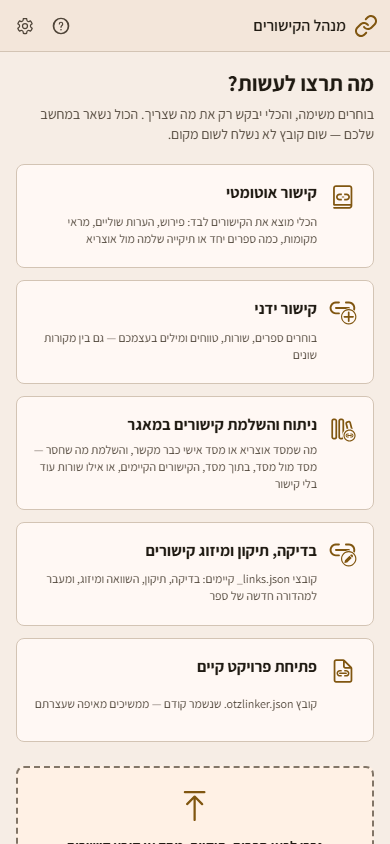 מנהל הקישורים
מה תרצו לעשות?
בוחרים משימה, והכלי יבקש רק את מה שצריך. הכול נשאר במחשב
שלכם — שום קובץ לא נשלח לשום מקום.
קישור אוטומטי
הכלי מוצא את הקישורים לבד: פירוש, הערות שוליים, מראי
מקומות, כמה ספרים יחד או תיקייה שלמה מול אוצריא
קישור ידני
בוחרים ספרים, שורות, טווחים ומילים בעצמכם — גם בין מקורות
שונים
ניתוח והשלמת קישורים במאגר
מה שמסד אוצריא או מסד אישי כבר מקשר, והשלמת מה שחסר —
מסד מול מסד, בתוך מסד, הקישורים הקיימים, או אילו שורות עוד
בלי קישור
בדיקה, תיקון ומיזוג קישורים
קובצי links.json_ קיימים: בדיקה, תיקון, השוואה ומיזוג, ומעבר
למהדורה חדשה של ספר
פתיחת פרויקט קיים
קובץ otzlinker.json. שנשמר קודם — ממשיכים מאיפה שעצרתם